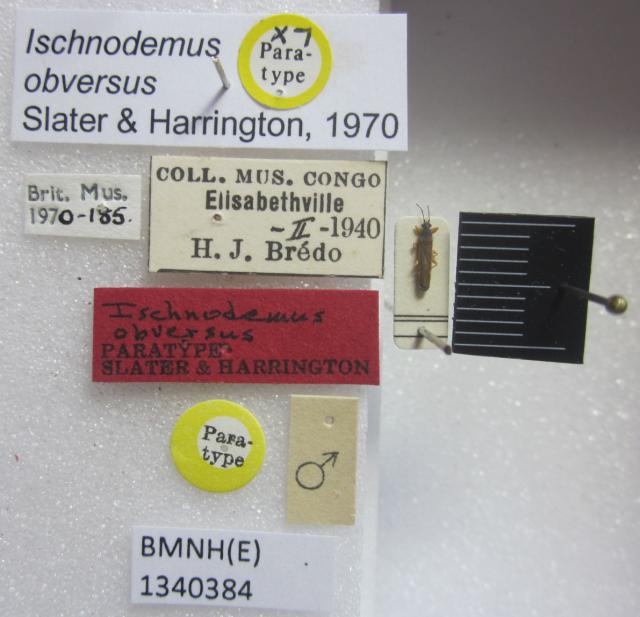 Ischnodemus
obversus
Slater & Harrington, 1970
x7
Para-
type
Brit. Mus.
1970-185.
COLL. MUS. CONGO
Elisabethville
-II-1940
H. J. Brédo
Ischnodemus
obversus
PARATYPE
SLATER & HARRINGTON
Para-
type
♂
BMNH(E)
1340384